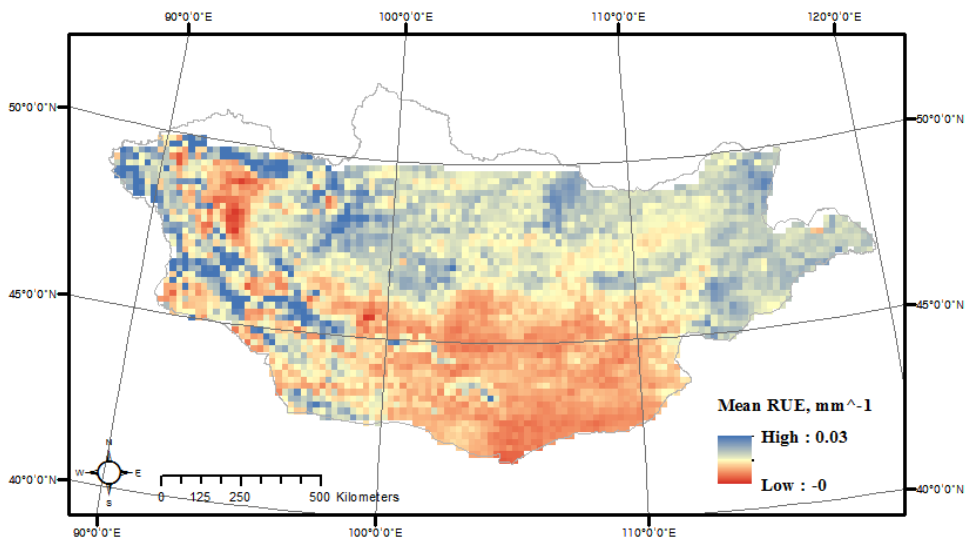 90°0'0"E 100°0'0"E 110°0'0"E 120°0'0"E
50°0'0"N 50°0'0"N
45°0'0"N 45°0'0"N
40°0'0"N 40°0'0"N
Mean RUE, mm^-1
High : 0.03
Low : -0
N
W E
S
0 125 250 500 Kilometers
90°0'0"E 100°0'0"E 110°0'0"E